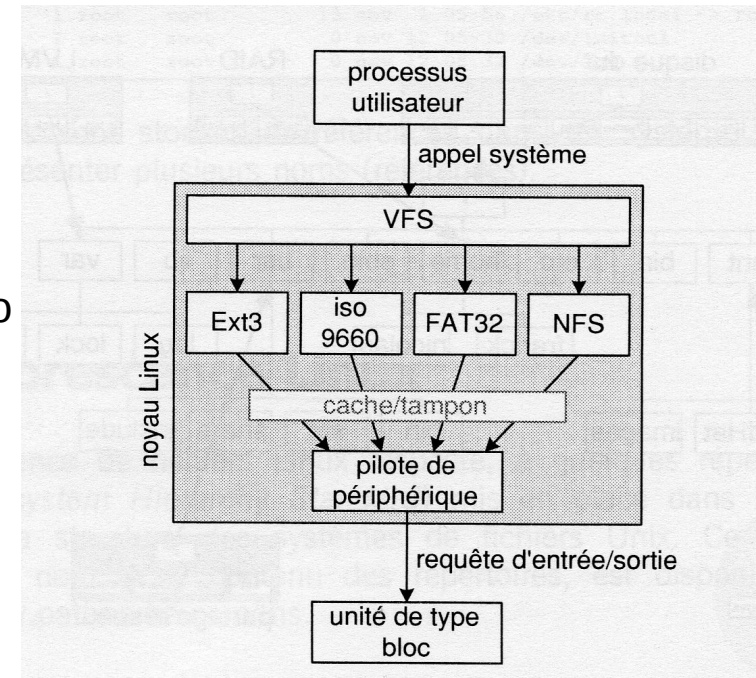 processus
utilisateur
appel système
VFS
Ext3
iso
9660
FAT32
NFS
cache/tampon
pilote de
périphérique
noyau Linux
requête d'entrée/sortie
unité de type
bloc